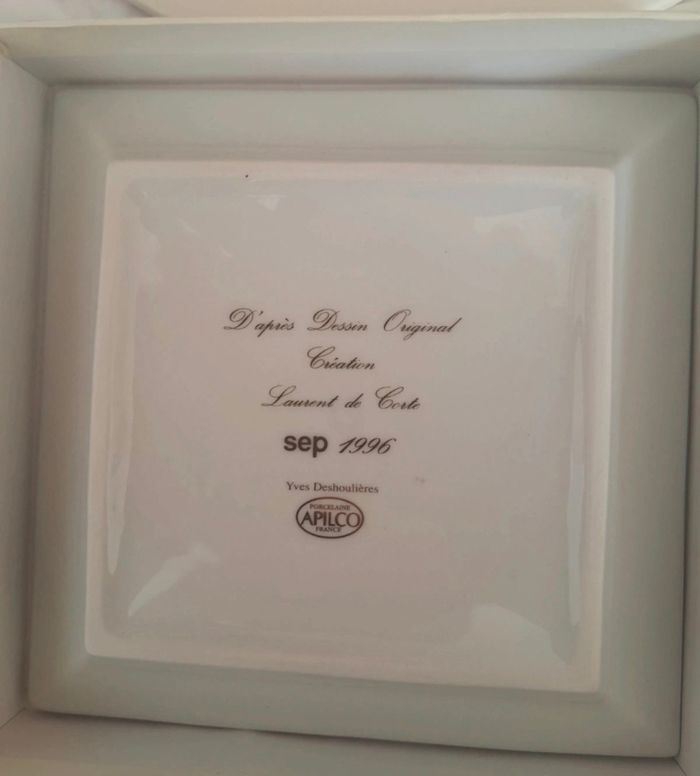 D'après Dessin Original
Création
Laurent de Corte
sep 1996
Yves Deshoulières
PORCELAINE
APILCO
FRANCE